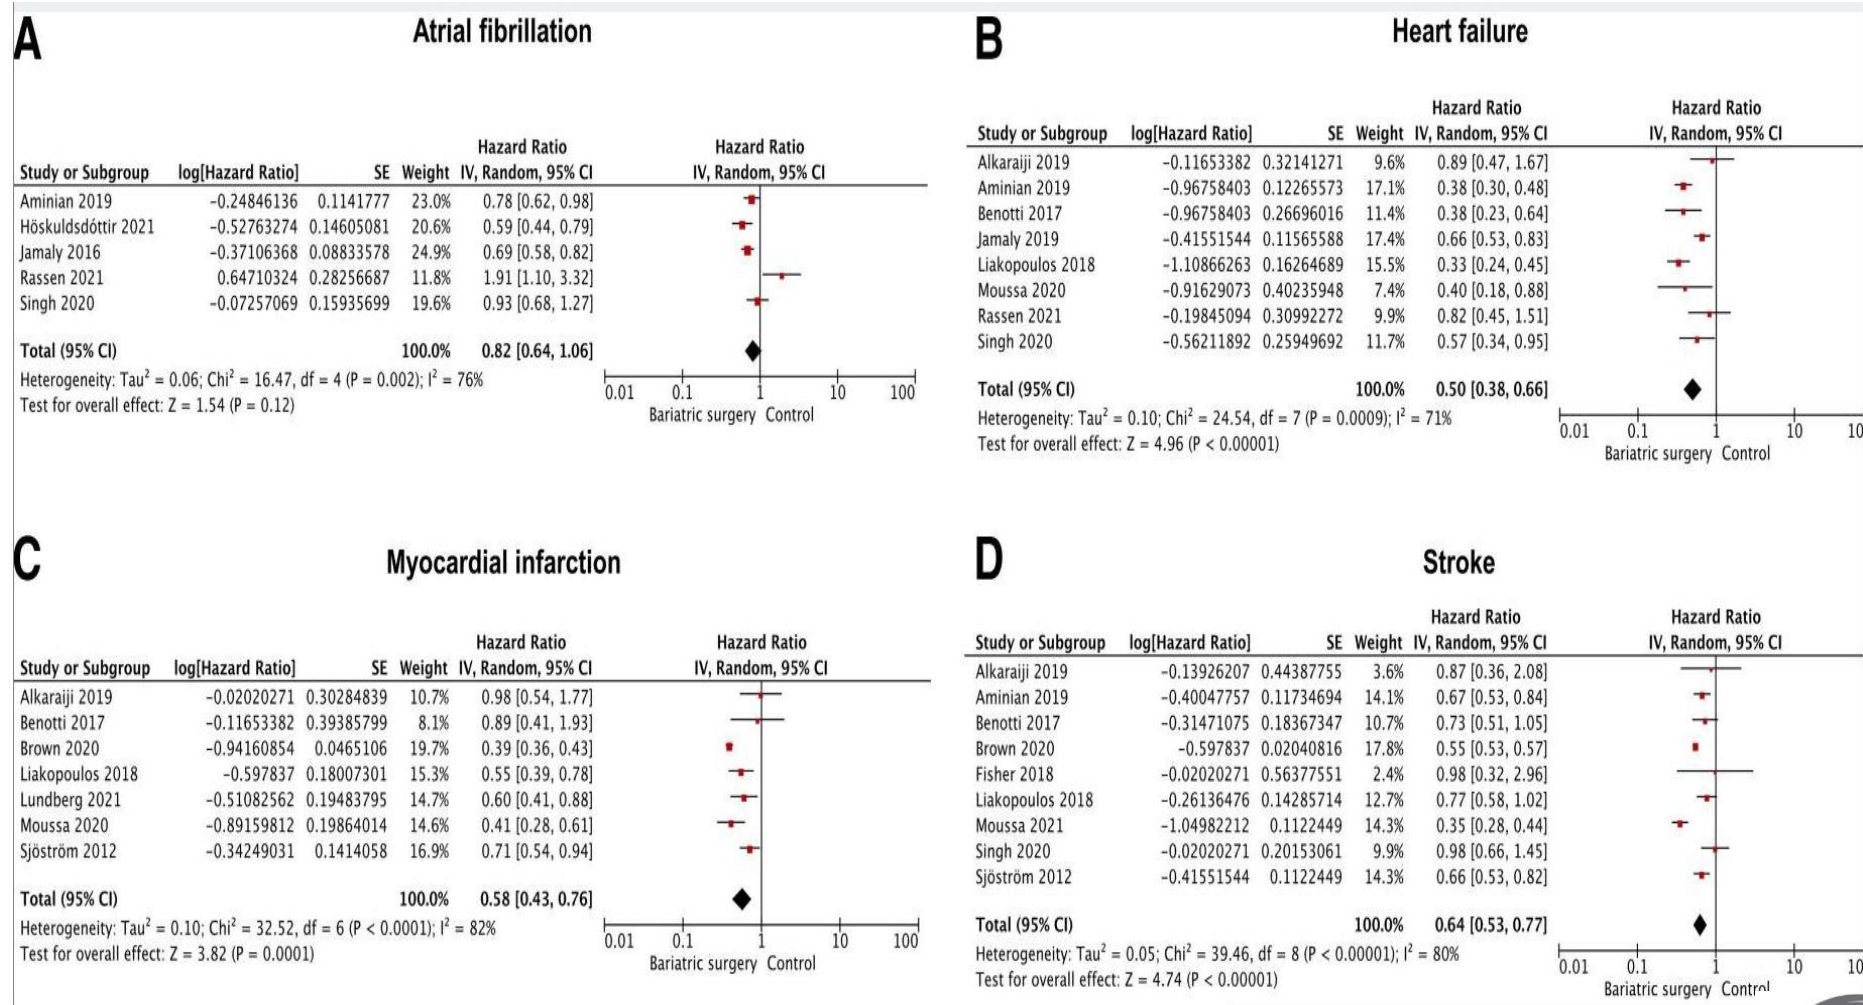 A
Atrial fibrillation
Hazard Ratio Hazard Ratio
Study or Subgroup log[Hazard Ratio] SE Weight IV, Random, 95% CI IV, Random, 95% CI
Aminian 2019 −0.24846136 0.1141777 23.0% 0.78 [0.62, 0.98]
Höskuldsdóttir 2021 −0.52763274 0.14605081 20.6% 0.59 [0.44, 0.79]
Jamaly 2016 −0.37106368 0.08833578 24.9% 0.69 [0.58, 0.82]
Rassen 2021 0.64710324 0.28256687 11.8% 1.91 [1.10, 3.32]
Singh 2020 −0.07257069 0.15935699 19.6% 0.93 [0.68, 1.27]
Total (95% CI) 100.0% 0.82 [0.64, 1.06]
Heterogeneity: Tau² = 0.06; Chi² = 16.47, df = 4 (P = 0.002); I² = 76%
Test for overall effect: Z = 1.54 (P = 0.12)
0.01 0.1 1 10 100
Bariatric surgery Control
B
Heart failure
Hazard Ratio Hazard Ratio
Study or Subgroup log[Hazard Ratio] SE Weight IV, Random, 95% CI IV, Random, 95% CI
Alkaraiji 2019 −0.11653382 0.32141271 9.6% 0.89 [0.47, 1.67]
Aminian 2019 −0.96758403 0.12265573 17.1% 0.38 [0.30, 0.48]
Benotti 2017 −0.96758403 0.26696016 11.4% 0.38 [0.23, 0.64]
Jamaly 2019 −0.41551544 0.11565588 17.4% 0.66 [0.53, 0.83]
Liakopoulos 2018 −1.10866263 0.16264689 15.5% 0.33 [0.24, 0.45]
Moussa 2020 −0.91629073 0.40235948 7.4% 0.40 [0.18, 0.88]
Rassen 2021 −0.19845094 0.30992272 9.9% 0.82 [0.45, 1.51]
Singh 2020 −0.56211892 0.25949692 11.7% 0.57 [0.34, 0.95]
Total (95% CI) 100.0% 0.50 [0.38, 0.66]
Heterogeneity: Tau² = 0.10; Chi² = 24.54, df = 7 (P = 0.0009); I² = 71%
Test for overall effect: Z = 4.96 (P < 0.00001)
0.01 0.1 1 10
Bariatric surgery Control
C
Myocardial infarction
Hazard Ratio Hazard Ratio
Study or Subgroup log[Hazard Ratio] SE Weight IV, Random, 95% CI IV, Random, 95% CI
Alkaraiji 2019 −0.02020271 0.30284839 10.7% 0.98 [0.54, 1.77]
Benotti 2017 −0.11653382 0.39385799 8.1% 0.89 [0.41, 1.93]
Brown 2020 −0.94160854 0.0465106 19.7% 0.39 [0.36, 0.43]
Liakopoulos 2018 −0.597837 0.18007301 15.3% 0.55 [0.39, 0.78]
Lundberg 2021 −0.51082562 0.19483795 14.7% 0.60 [0.41, 0.88]
Moussa 2020 −0.89159812 0.19864014 14.6% 0.41 [0.28, 0.61]
Sjöström 2012 −0.34249031 0.1414058 16.9% 0.71 [0.54, 0.94]
Total (95% CI) 100.0% 0.58 [0.43, 0.76]
Heterogeneity: Tau² = 0.10; Chi² = 32.52, df = 6 (P < 0.0001); I² = 82%
Test for overall effect: Z = 3.82 (P = 0.0001)
0.01 0.1 1 10 100
Bariatric surgery Control
D
Stroke
Hazard Ratio Hazard Ratio
Study or Subgroup log[Hazard Ratio] SE Weight IV, Random, 95% CI IV, Random, 95% CI
Alkaraiji 2019 −0.13926207 0.44387755 3.6% 0.87 [0.36, 2.08]
Aminian 2019 −0.40047757 0.11734694 14.1% 0.67 [0.53, 0.84]
Benotti 2017 −0.31471075 0.18367347 10.7% 0.73 [0.51, 1.05]
Brown 2020 −0.597837 0.02040816 17.8% 0.55 [0.53, 0.57]
Fisher 2018 −0.02020271 0.56377551 2.4% 0.98 [0.32, 2.96]
Liakopoulos 2018 −0.26136476 0.14285714 12.7% 0.77 [0.58, 1.02]
Moussa 2021 −1.04982212 0.1122449 14.3% 0.35 [0.28, 0.44]
Singh 2020 −0.02020271 0.20153061 9.9% 0.98 [0.66, 1.45]
Sjöström 2012 −0.41551544 0.1122449 14.3% 0.66 [0.53, 0.82]
Total (95% CI) 100.0% 0.64 [0.53, 0.77]
Heterogeneity: Tau² = 0.05; Chi² = 39.46, df = 8 (P < 0.00001); I² = 80%
Test for overall effect: Z = 4.74 (P < 0.00001)
0.01 0.1 1 10
Bariatric surgery Control